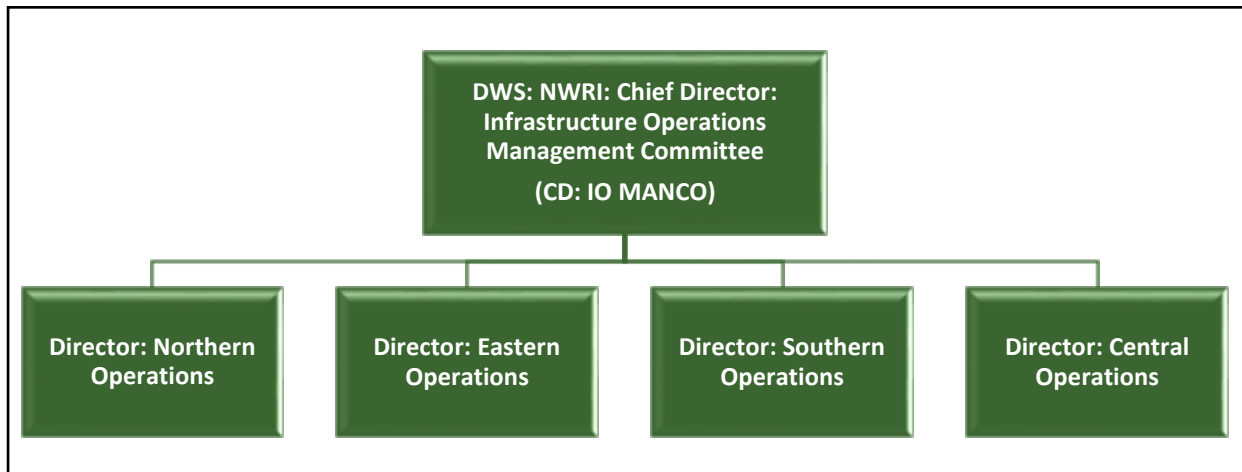 DWS: NWRI: Chief Director:
Infrastructure Operations
Management Committee
(CD: IO MANCO)
Director: Northern
Operations
Director: Eastern
Operations
Director: Southern
Operations
Director: Central
Operations